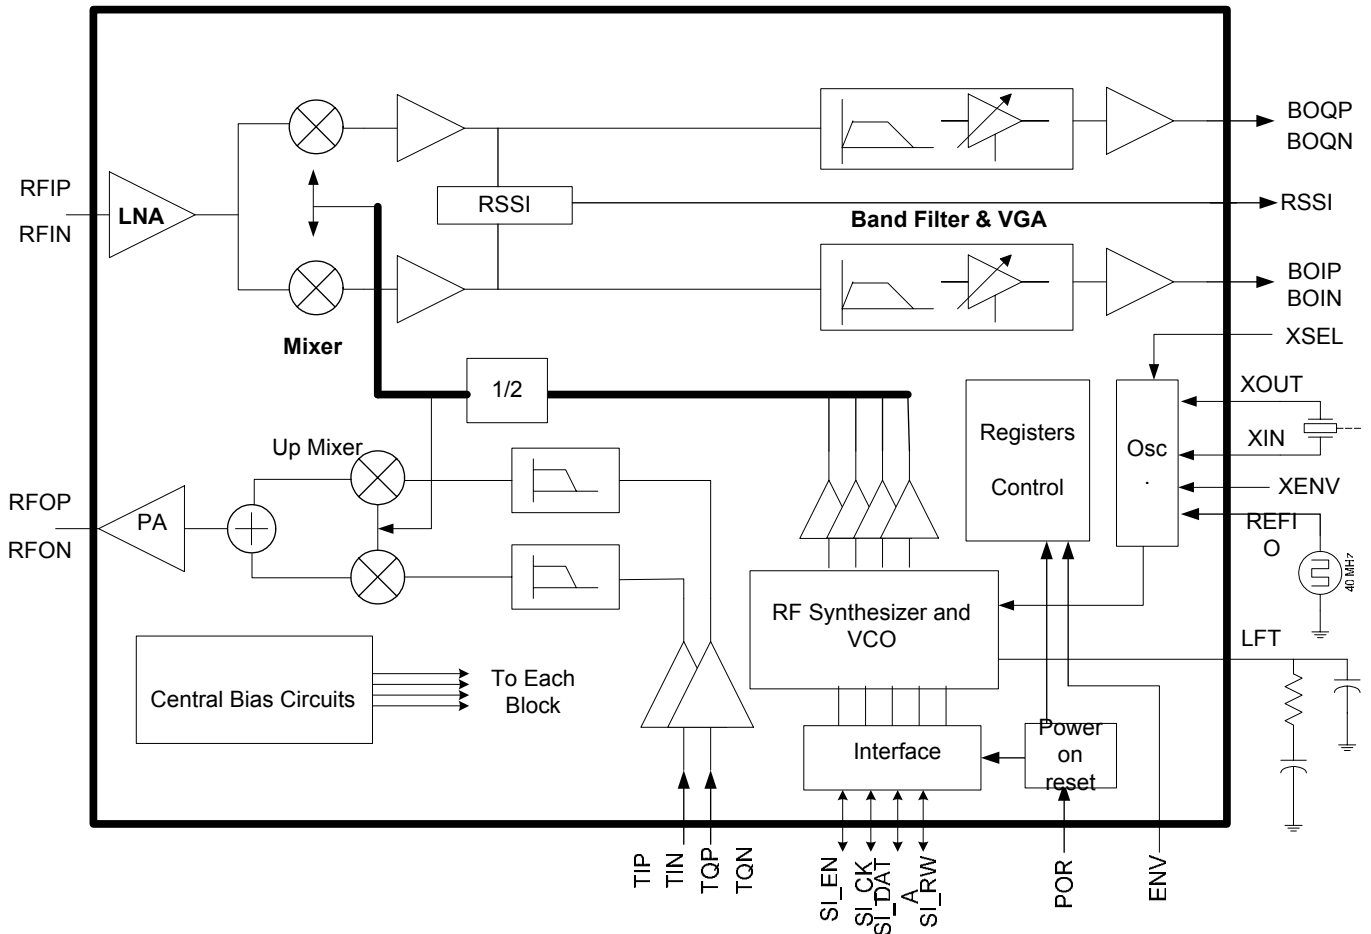 BOQP
BOQN
RFIP
RFIN
LNA
RSSI
RSSI
Band Filter & VGA
BOIP
BOIN
Mixer
XSEL
1/2
XOUT
XIN
Registers
Control
Osc
.
Up Mixer
XENV
REFI
O
40 MHz
RFOP
RFON
PA
RF Synthesizer and
VCO
LFT
Central Bias Circuits
To Each
Block
Interface
Power
on
reset
TIP
TIN
TQP
TQN
SI_EN
SI_CK
SI_DAT
A
SI_RW
POR
ENV